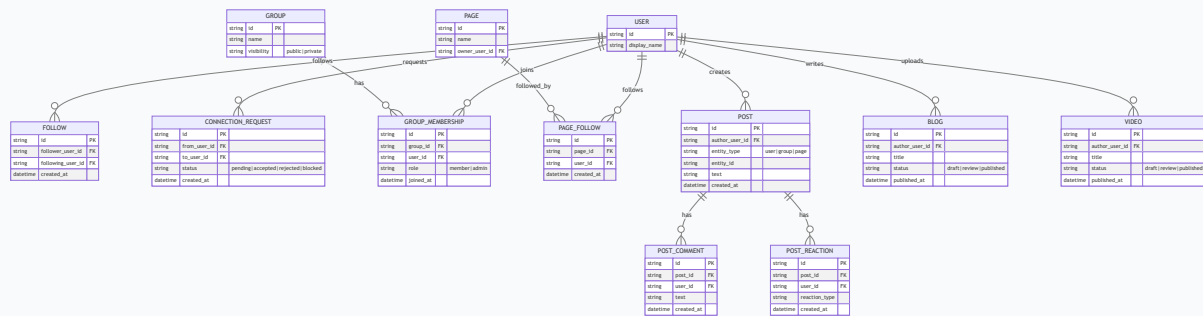 GROUP
string id PK
string name
string visibility public|private
PAGE
string id PK
string name
string owner_user_id FK
USER
string id PK
string display_name
follows
requests
has
joins
followed_by
follows
creates
writes
uploads
FOLLOW
string id PK
string follower_user_id FK
string following_user_id FK
datetime created_at
CONNECTION_REQUEST
string id PK
string from_user_id FK
string to_user_id FK
string status pending|accepted|rejected|blocked
datetime created_at
GROUP_MEMBERSHIP
string id PK
string group_id FK
string user_id FK
string role member|admin
datetime joined_at
PAGE_FOLLOW
string id PK
string page_id FK
string user_id FK
datetime created_at
POST
string id PK
string author_user_id FK
string entity_type user|group|page
string entity_id
string text
datetime created_at
BLOG
string id PK
string author_user_id FK
string title
string status draft|review|published
datetime published_at
VIDEO
string id PK
string author_user_id FK
string title
string status draft|review|published
datetime published_at
has
has
POST_COMMENT
string id PK
string post_id FK
string user_id FK
string text
datetime created_at
POST_REACTION
string id PK
string post_id FK
string user_id FK
string reaction_type
datetime created_at